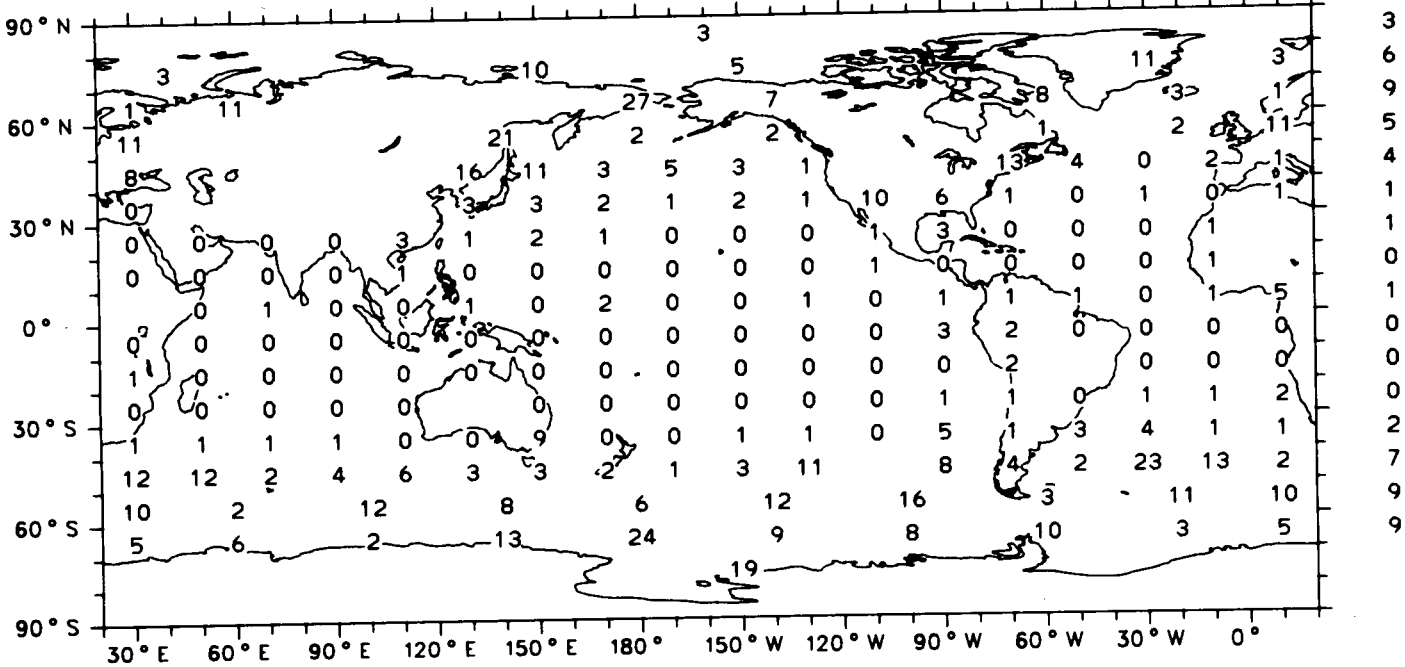 90°N 3 3
3 10 5 11 3 6
1 11 27 7 8 3 1 9
60°N 11 21 2 2 1 2 11 5
8 16 11 3 5 3 1 13 4 0 2 1 4
0 3 3 2 1 2 1 10 6 1 0 1 0 1 1
30°N 0 0 0 0 3 1 2 1 0 0 0 1 3 0 0 0 1 1
0 0 0 0 1 0 0 0 0 0 0 1 0 0 0 0 1 0
0 1 0 0 1 0 2 0 0 1 0 1 1 1 0 1 5 1
0° 0 0 0 0 0 0 0 0 0 0 0 0 3 2 0 0 0 0 0
1 0 0 0 0 0 0 0 0 0 0 0 0 2 0 0 0 0
0 0 0 0 0 0 0 0 0 0 0 1 1 0 1 1 2 0
30°S 1 1 1 1 0 0 9 0 0 1 1 0 5 1 3 4 1 1 2
12 12 2 4 6 3 3 2 1 3 11 8 4 2 23 13 2 7
10 2 12 8 6 12 16 3 11 10 9
60°S 5 6 2 13 24 9 8 10 3 5 9
19
90°S
30°E 60°E 90°E 120°E 150°E 180° 150°W 120°W 90°W 60°W 30°W 0°